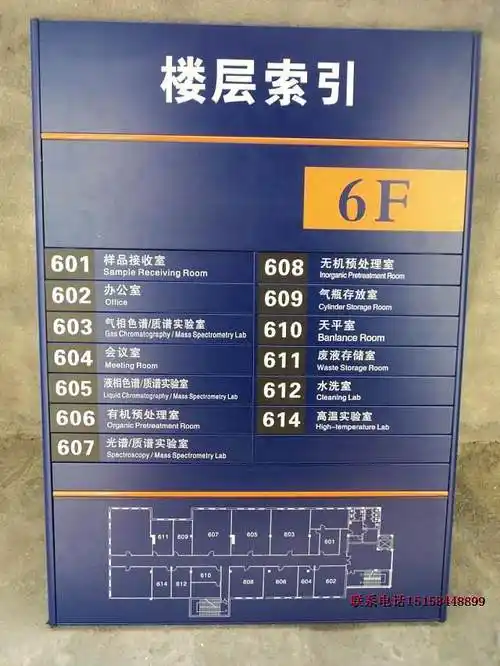 楼层索引
6F
601 样品接收室
Sample Receiving Room
602 办公室
Office
603 气相色谱/质谱实验室
Gas Chromatography / Mass Spectrometry Lab
604 会议室
Meeting Room
605 液相色谱/质谱实验室
Liquid Chromatography / Mass Spectrometry Lab
606 有机预处理室
Organic Pretreatment Room
607 光谱/质谱实验室
Spectroscopy / Mass Spectrometry Lab
608 无机预处理室
Inorganic Pretreatment Room
609 气瓶存放室
Cylinder Storage Room
610 天平室
Banlance Room
611 废液存储室
Waste Storage Room
612 水洗室
Cleaning Lab
614 高温实验室
High-temperature Lab
611 609 607 605 603 601
614 612 610 608 606 604 602
联系电话15158448899